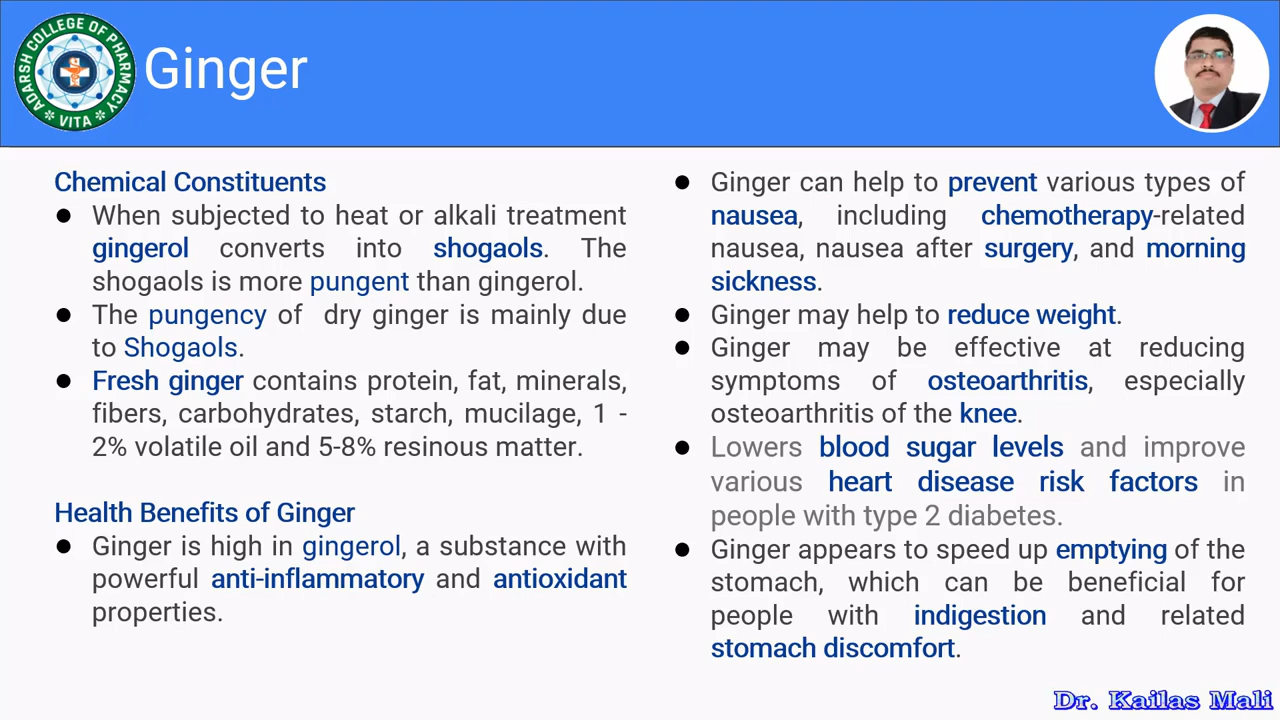 ADARSH COLLEGE OF PHARMACY
VITA
Ginger
Chemical Constituents
● When subjected to heat or alkali treatment
gingerol converts into shogaols. The
shogaols is more pungent than gingerol.
● The pungency of dry ginger is mainly due
to Shogaols.
● Fresh ginger contains protein, fat, minerals,
fibers, carbohydrates, starch, mucilage, 1 -
2% volatile oil and 5-8% resinous matter.
Health Benefits of Ginger
● Ginger is high in gingerol, a substance with
powerful anti-inflammatory and antioxidant
properties.
● Ginger can help to prevent various types of
nausea, including chemotherapy-related
nausea, nausea after surgery, and morning
sickness.
● Ginger may help to reduce weight.
● Ginger may be effective at reducing
symptoms of osteoarthritis, especially
osteoarthritis of the knee.
● Lowers blood sugar levels and improve
various heart disease risk factors in
people with type 2 diabetes.
● Ginger appears to speed up emptying of the
stomach, which can be beneficial for
people with indigestion and related
stomach discomfort.
Dr. Kailas Mali